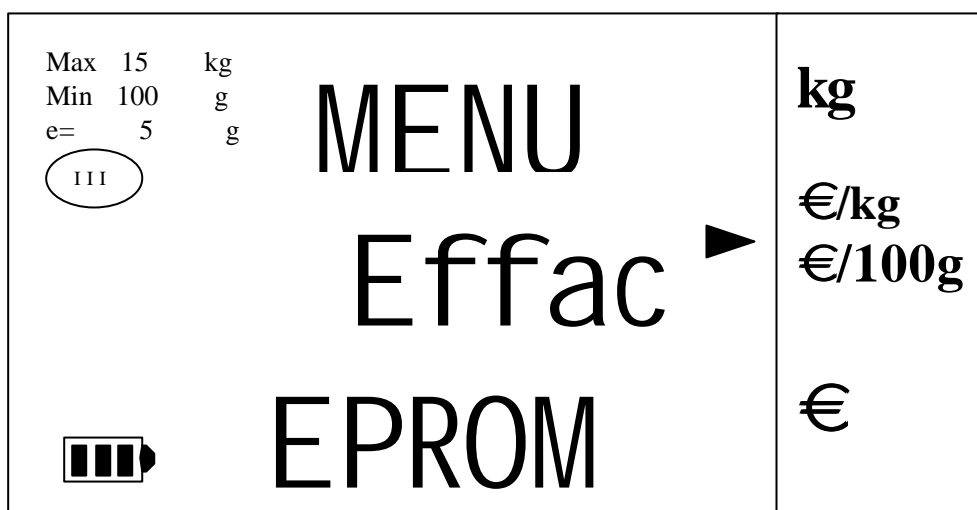 Max 15 kg
Min 100 g
e= 5 g
III
MENU
Effac
EPROM
kg
€/kg
€/100g
€